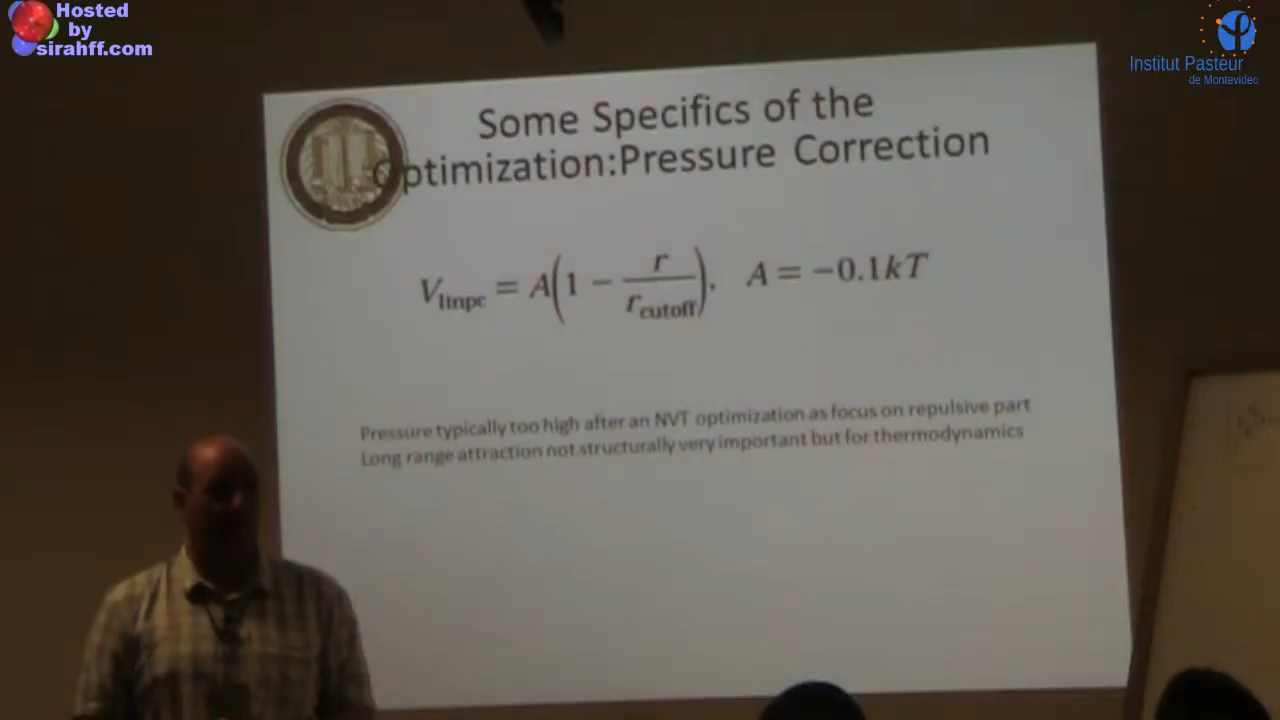 Hosted
by
sirahff.com
Institut Pasteur
de Montevideo
Some Specifics of the
Optimization:Pressure Correction
V_linpc = A(1 − r/r_cutoff), A = −0.1kT
Pressure typically too high after an NVT optimization as focus on repulsive part
Long range attraction not structurally very important but for thermodynamics